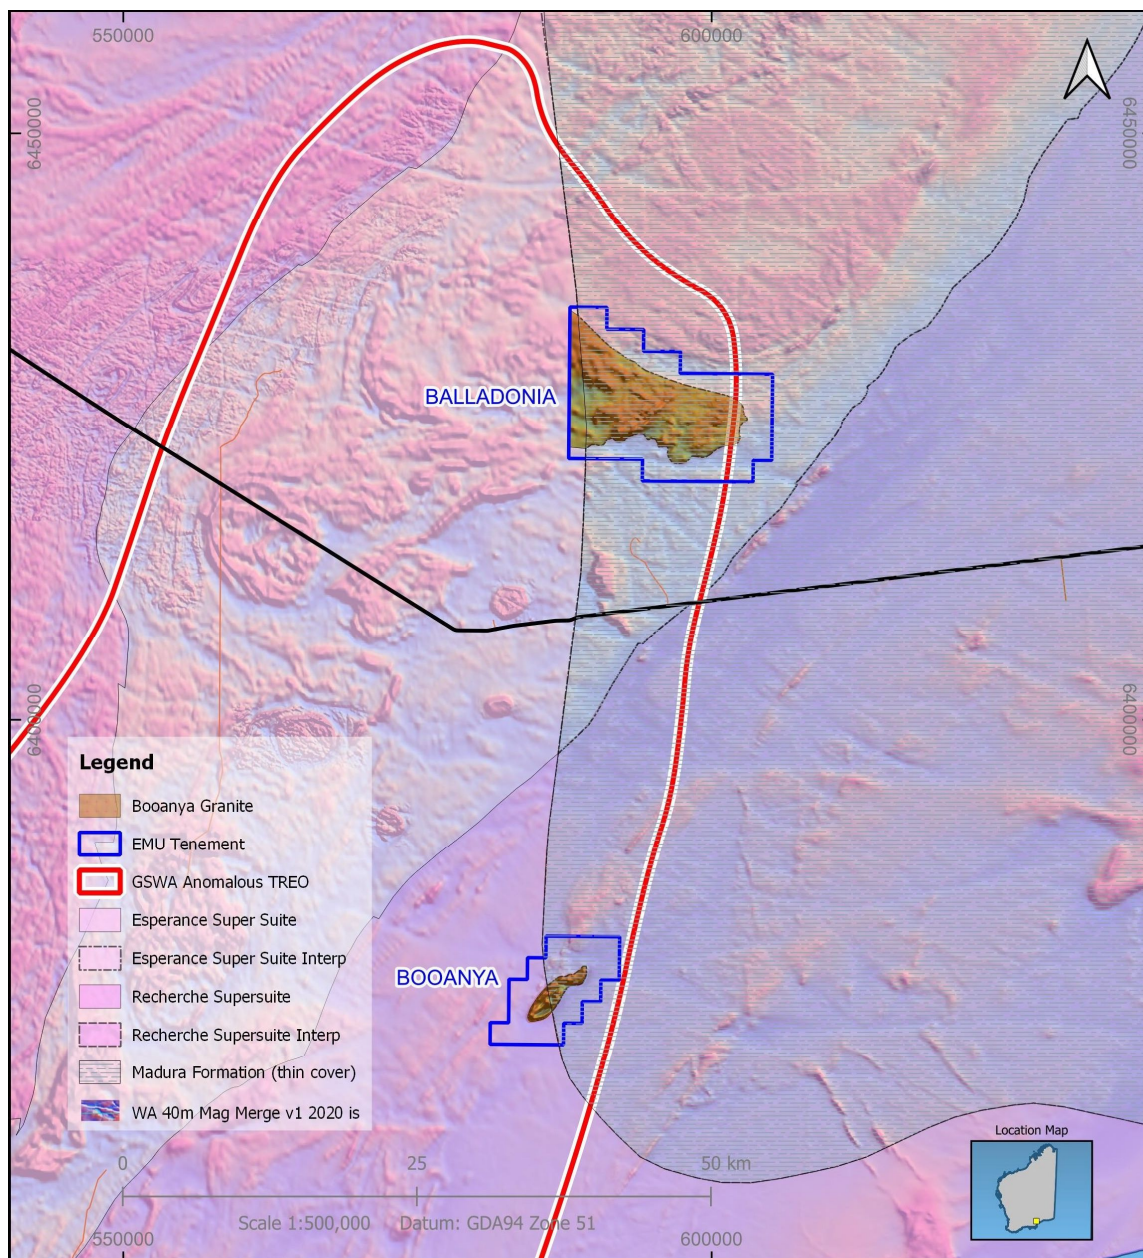 550000
600000
6450000
6450000
BALLADONIA
6400000
6400000
Legend
Booanya Granite
EMU Tenement
GSWA Anomalous TREO
Esperance Super Suite
Esperance Super Suite Interp
Recherche Supersuite
Recherche Supersuite Interp
Madura Formation (thin cover)
WA 40m Mag Merge v1 2020 is
BOOANYA
Location Map
0 25 50 km
Scale 1:500,000 Datum: GDA94 Zone 51
550000
600000